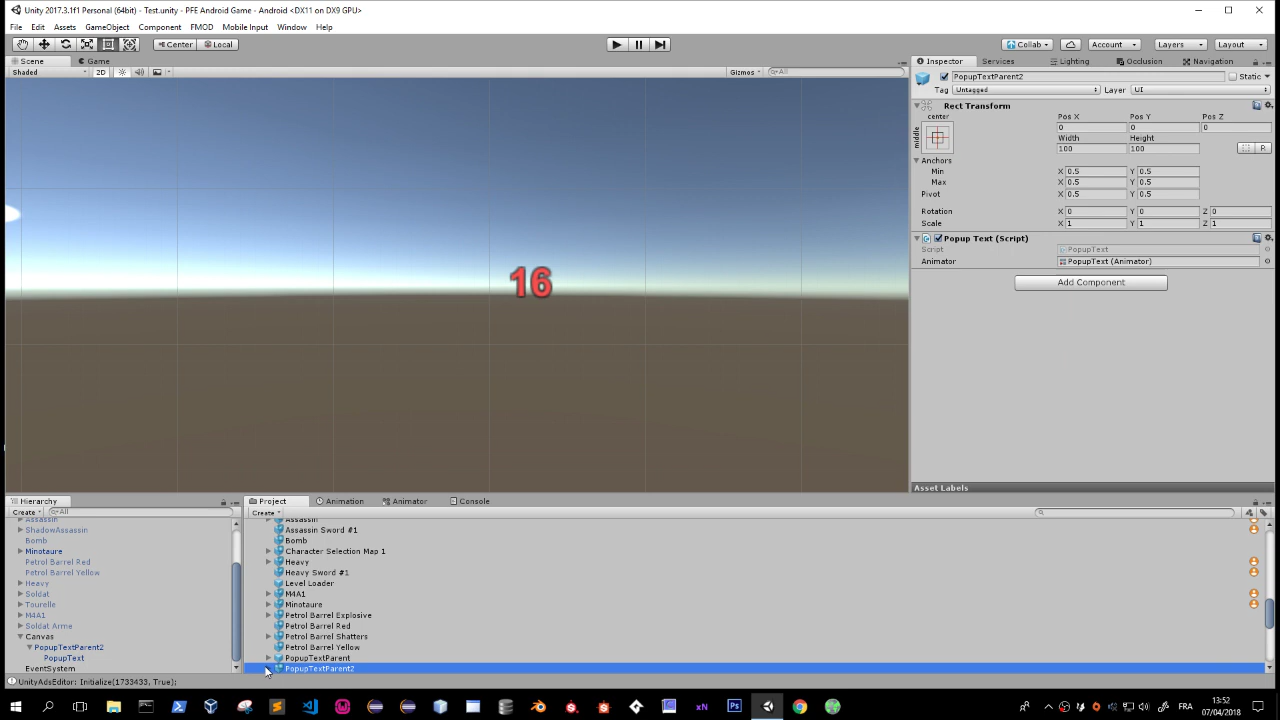 Unity 2017.3.1f1 Personal (64bit) - Test.unity - PFE Android Game - Android <DX11 on DX9 GPU>
File Edit Assets GameObject Component FMOD Mobile Input Window Help
Center Local Collab Account Layers Layout
Scene Game
Shaded 2D Gizmos All
16
Inspector Services Lighting Occlusion Navigation
PopupTextParent2 Static
Tag Untagged Layer UI
Rect Transform
center
middle
Pos X Pos Y Pos Z
0 0 0
Width Height
100 100 R
Anchors
Min X 0.5 Y 0.5
Max X 0.5 Y 0.5
Pivot X 0.5 Y 0.5
Rotation X 0 Y 0 Z 0
Scale X 1 Y 1 Z 1
Popup Text (Script)
Script PopupText
Animator PopupText (Animator)
Add Component
Asset Labels
Hierarchy
Create All
Assassin
ShadowAssassin
Bomb
Minotaure
Petrol Barrel Red
Petrol Barrel Yellow
Heavy
Soldat
Tourelle
M4A1
Soldat Arme
Canvas
PopupTextParent2
PopupText
EventSystem
Project Animation Animator Console
Create
Assassin
Assassin Sword #1
Bomb
Character Selection Map 1
Heavy
Heavy Sword #1
Level Loader
M4A1
Minotaure
Petrol Barrel Explosive
Petrol Barrel Red
Petrol Barrel Shatters
Petrol Barrel Yellow
PopupTextParent
PopupTextParent2
UnityAdsEditor: Initialize(1733433, True);
xN Ps FRA
13:52
07/04/2018